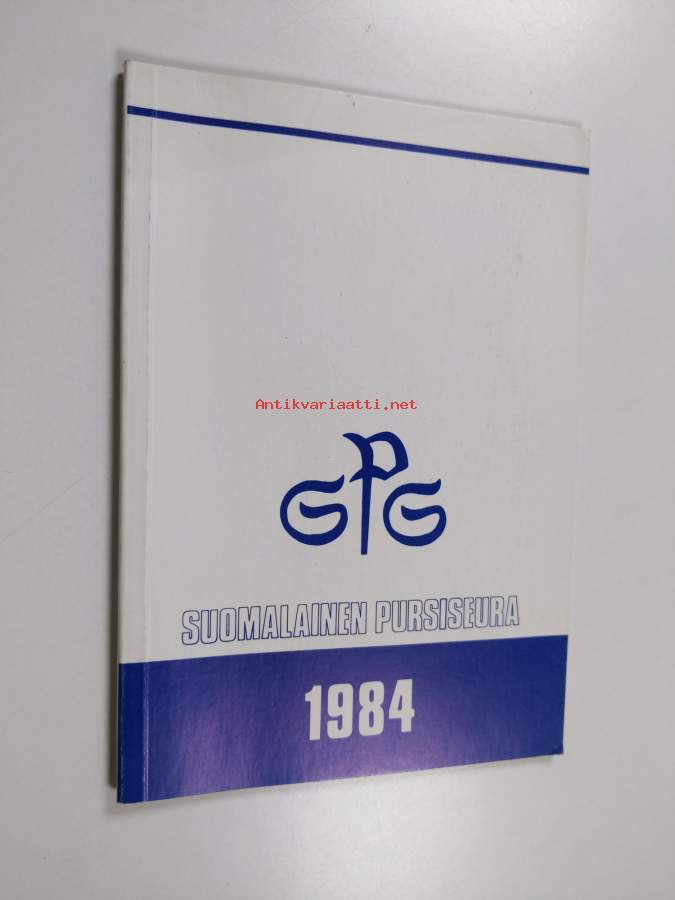 Antikvariaatti.net
SPS
SUOMALAINEN PURSISEURA
1984